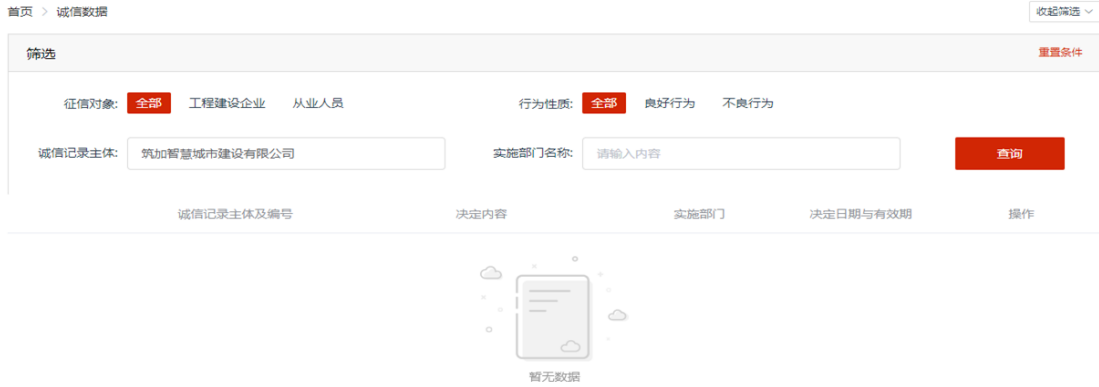 首页 > 诚信数据
收起筛选
筛选
重置条件
征信对象: 全部 工程建设企业 从业人员 行为性质: 全部 良好行为 不良行为
诚信记录主体: 筑加智慧城市建设有限公司 实施部门名称: 请输入内容 查询
诚信记录主体及编号 决定内容 实施部门 决定日期与有效期 操作
暂无数据